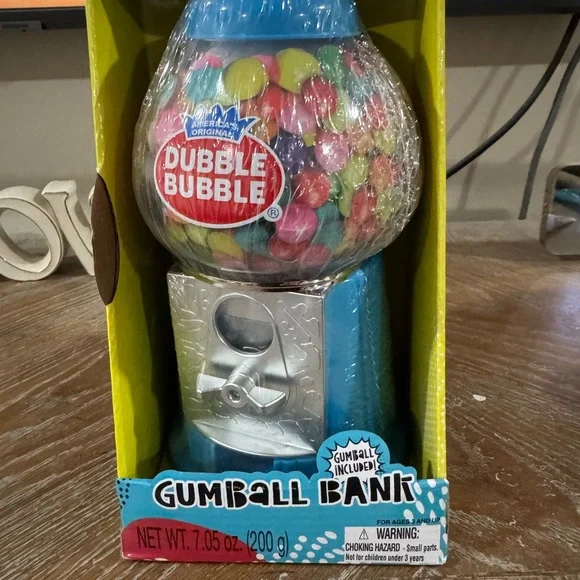 AMERICA'S
ORIGINAL
DUBBLE
BUBBLE
®
GUMBALL
INCLUDED!
GUMBALL BANK
FOR AGES 3 AND UP
NET WT. 7.05 oz. (200 g)
⚠ WARNING:
CHOKING HAZARD - Small parts.
Not for children under 3 years